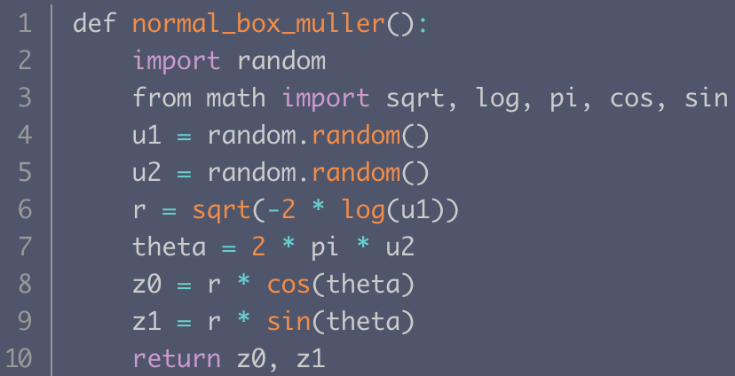 1 def normal_box_muller():
2     import random
3     from math import sqrt, log, pi, cos, sin
4     u1 = random.random()
5     u2 = random.random()
6     r = sqrt(-2 * log(u1))
7     theta = 2 * pi * u2
8     z0 = r * cos(theta)
9     z1 = r * sin(theta)
10     return z0, z1